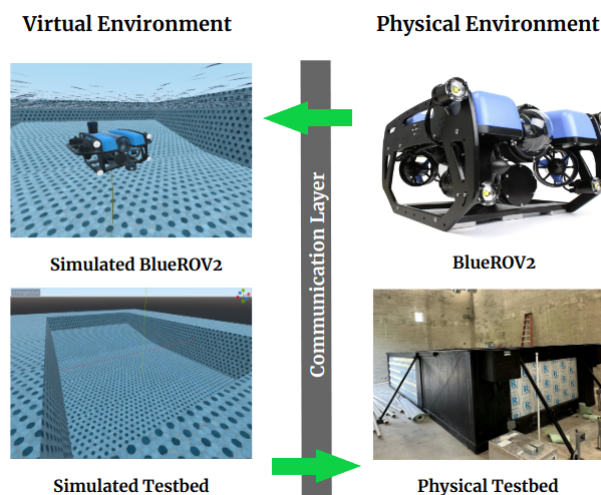 Virtual Environment
Physical Environment
Communication Layer
Simulated BlueROV2
BlueROV2
Simulated Testbed
Physical Testbed